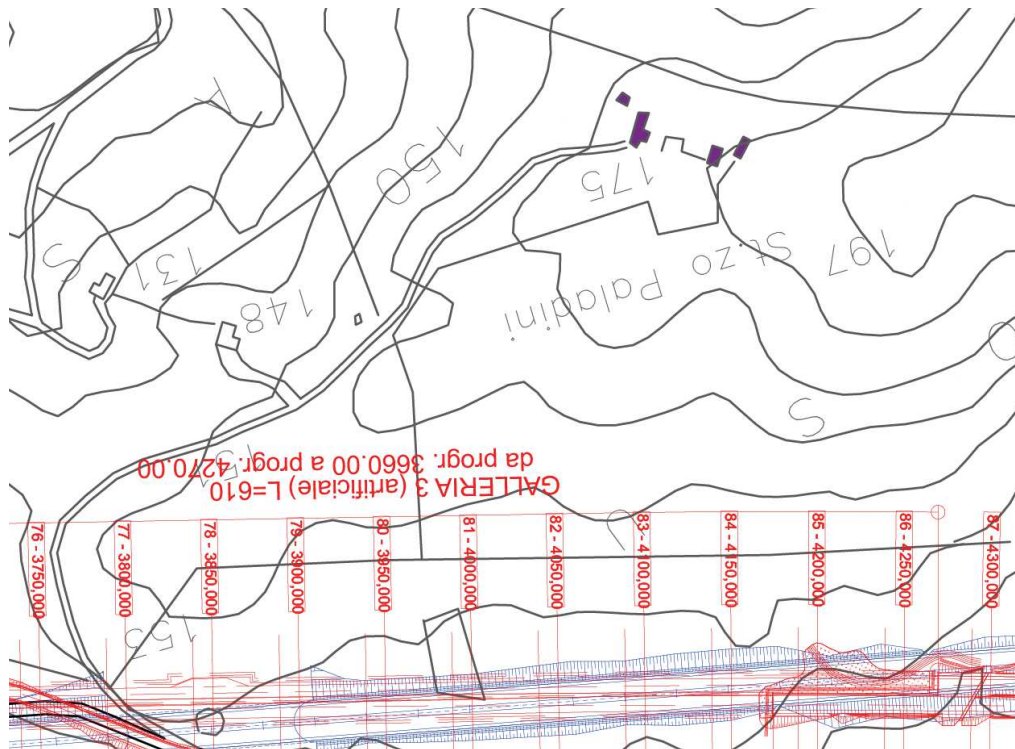 A
150
175
S
131
148
St.zo Paladini
197
O
S
151
GALLERIA 3 (artificiale) L=610
da progr. 3660.00 a progr. 4270.00
76 - 3750,000
77 - 3800,000
78 - 3850,000
79 - 3900,000
80 - 3950,000
81 - 4000,000
82 - 4050,000
83 - 4100,000
84 - 4150,000
85 - 4200,000
86 - 4250,000
87 - 4300,000
153